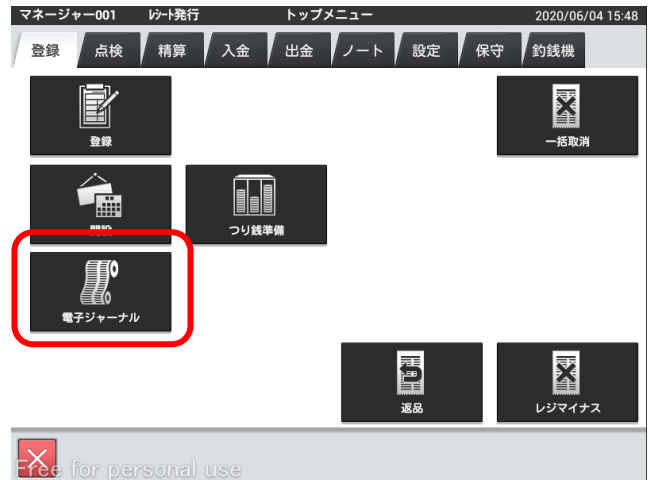 マネージャー001 ﾚｼｰﾄ発行 トップメニュー 2020/06/04 15:48
登録 点検 精算 入金 出金 ノート 設定 保守 釣銭機
登録
一括取消
つり銭準備
電子ジャーナル
返品
レジマイナス
Free for personal use